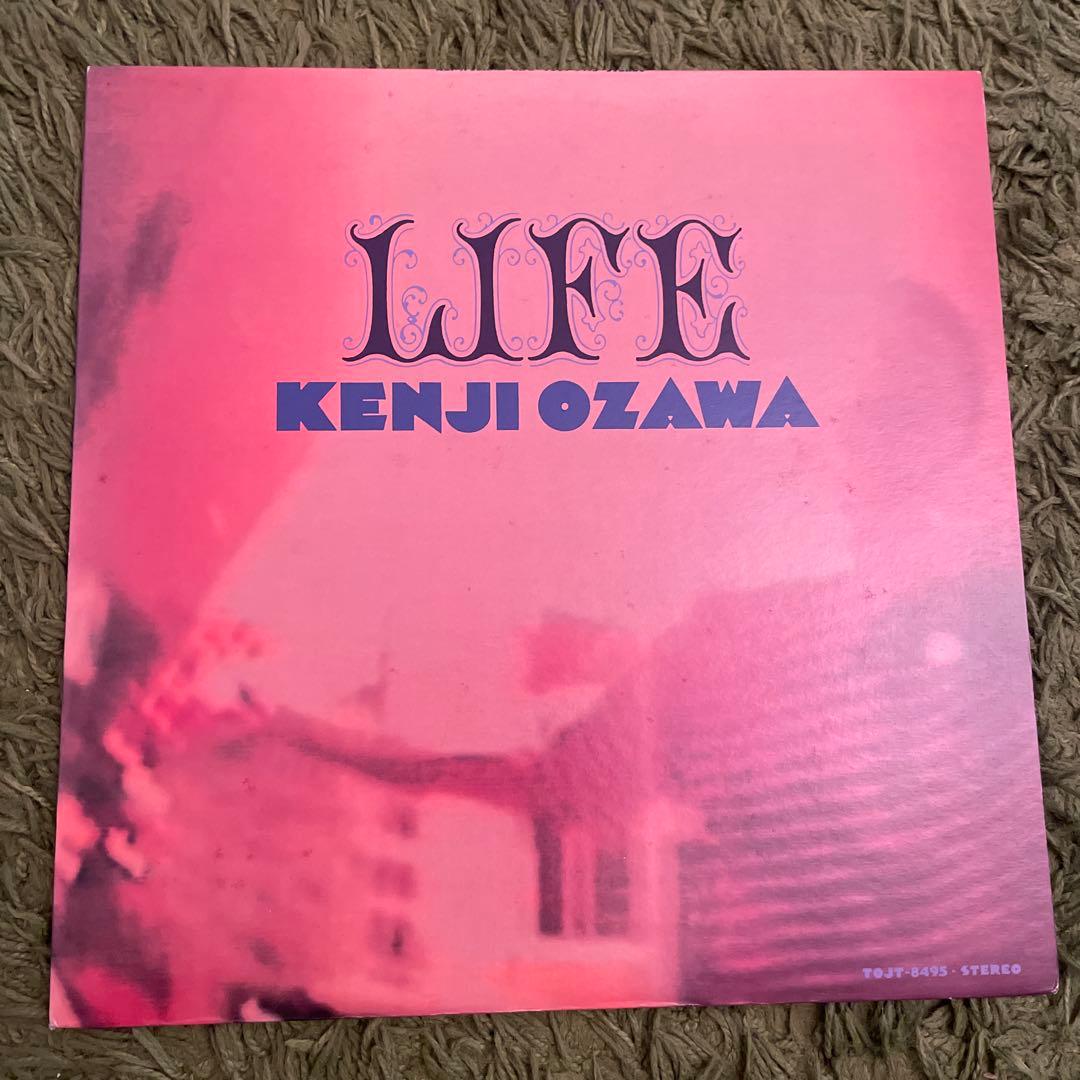 LIFE
KENJI OZAWA
TOJT-8495 · STEREO